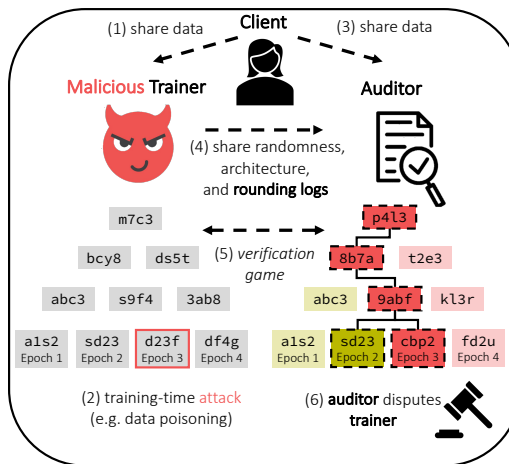 Client
(1) share data
(3) share data
Malicious Trainer
Auditor
(4) share randomness,
architecture,
and rounding logs
m7c3
p4l3
(5) verification
game
bcy8 ds5t
8b7a t2e3
abc3 s9f4 3ab8
abc3 9abf kl3r
a1s2 sd23 d23f df4g
Epoch 1 Epoch 2 Epoch 3 Epoch 4
a1s2 sd23 cbp2 fd2u
Epoch 1 Epoch 2 Epoch 3 Epoch 4
(2) training-time attack
(e.g. data poisoning)
(6) auditor disputes
trainer